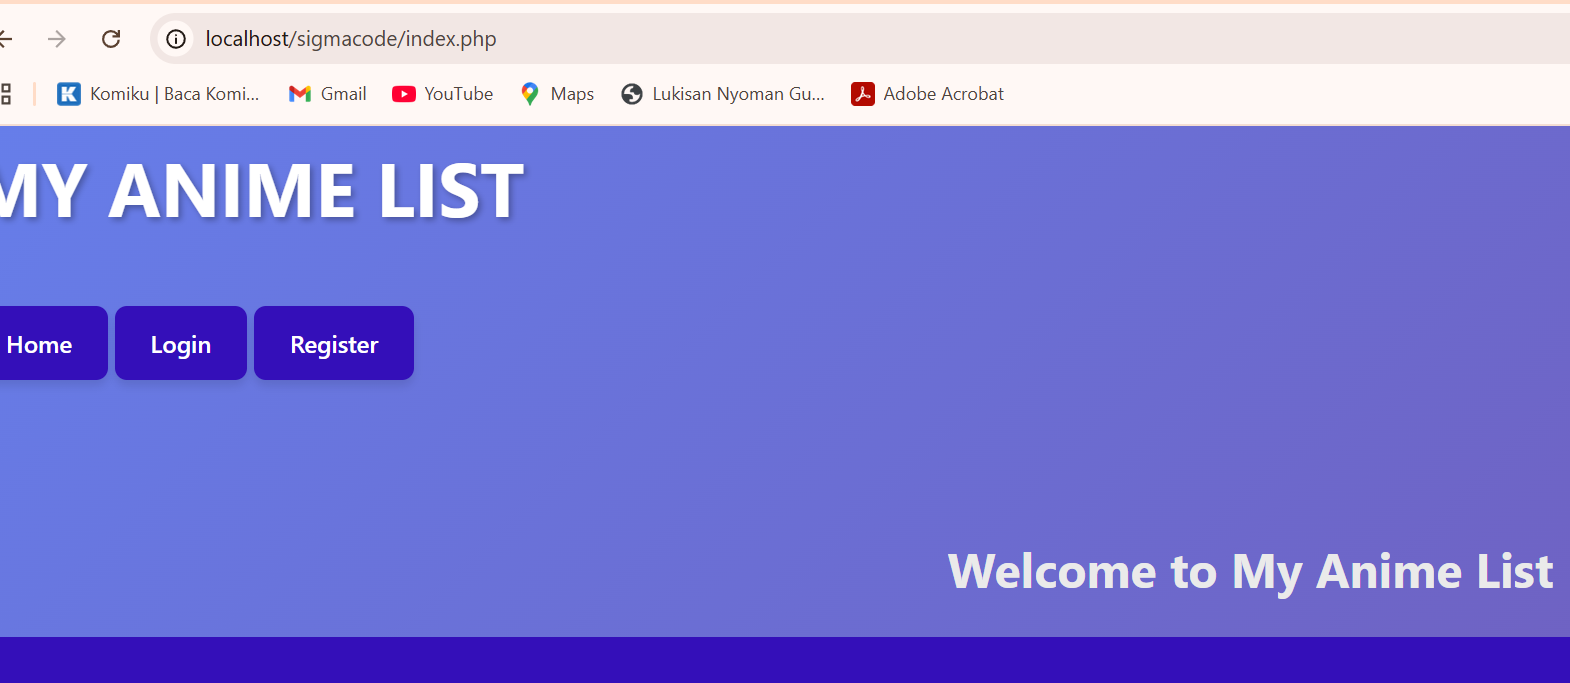 localhost/sigmacode/index.php
Komiku | Baca Komi... Gmail YouTube Maps Lukisan Nyoman Gu... Adobe Acrobat
MY ANIME LIST
Home Login Register
Welcome to My Anime List